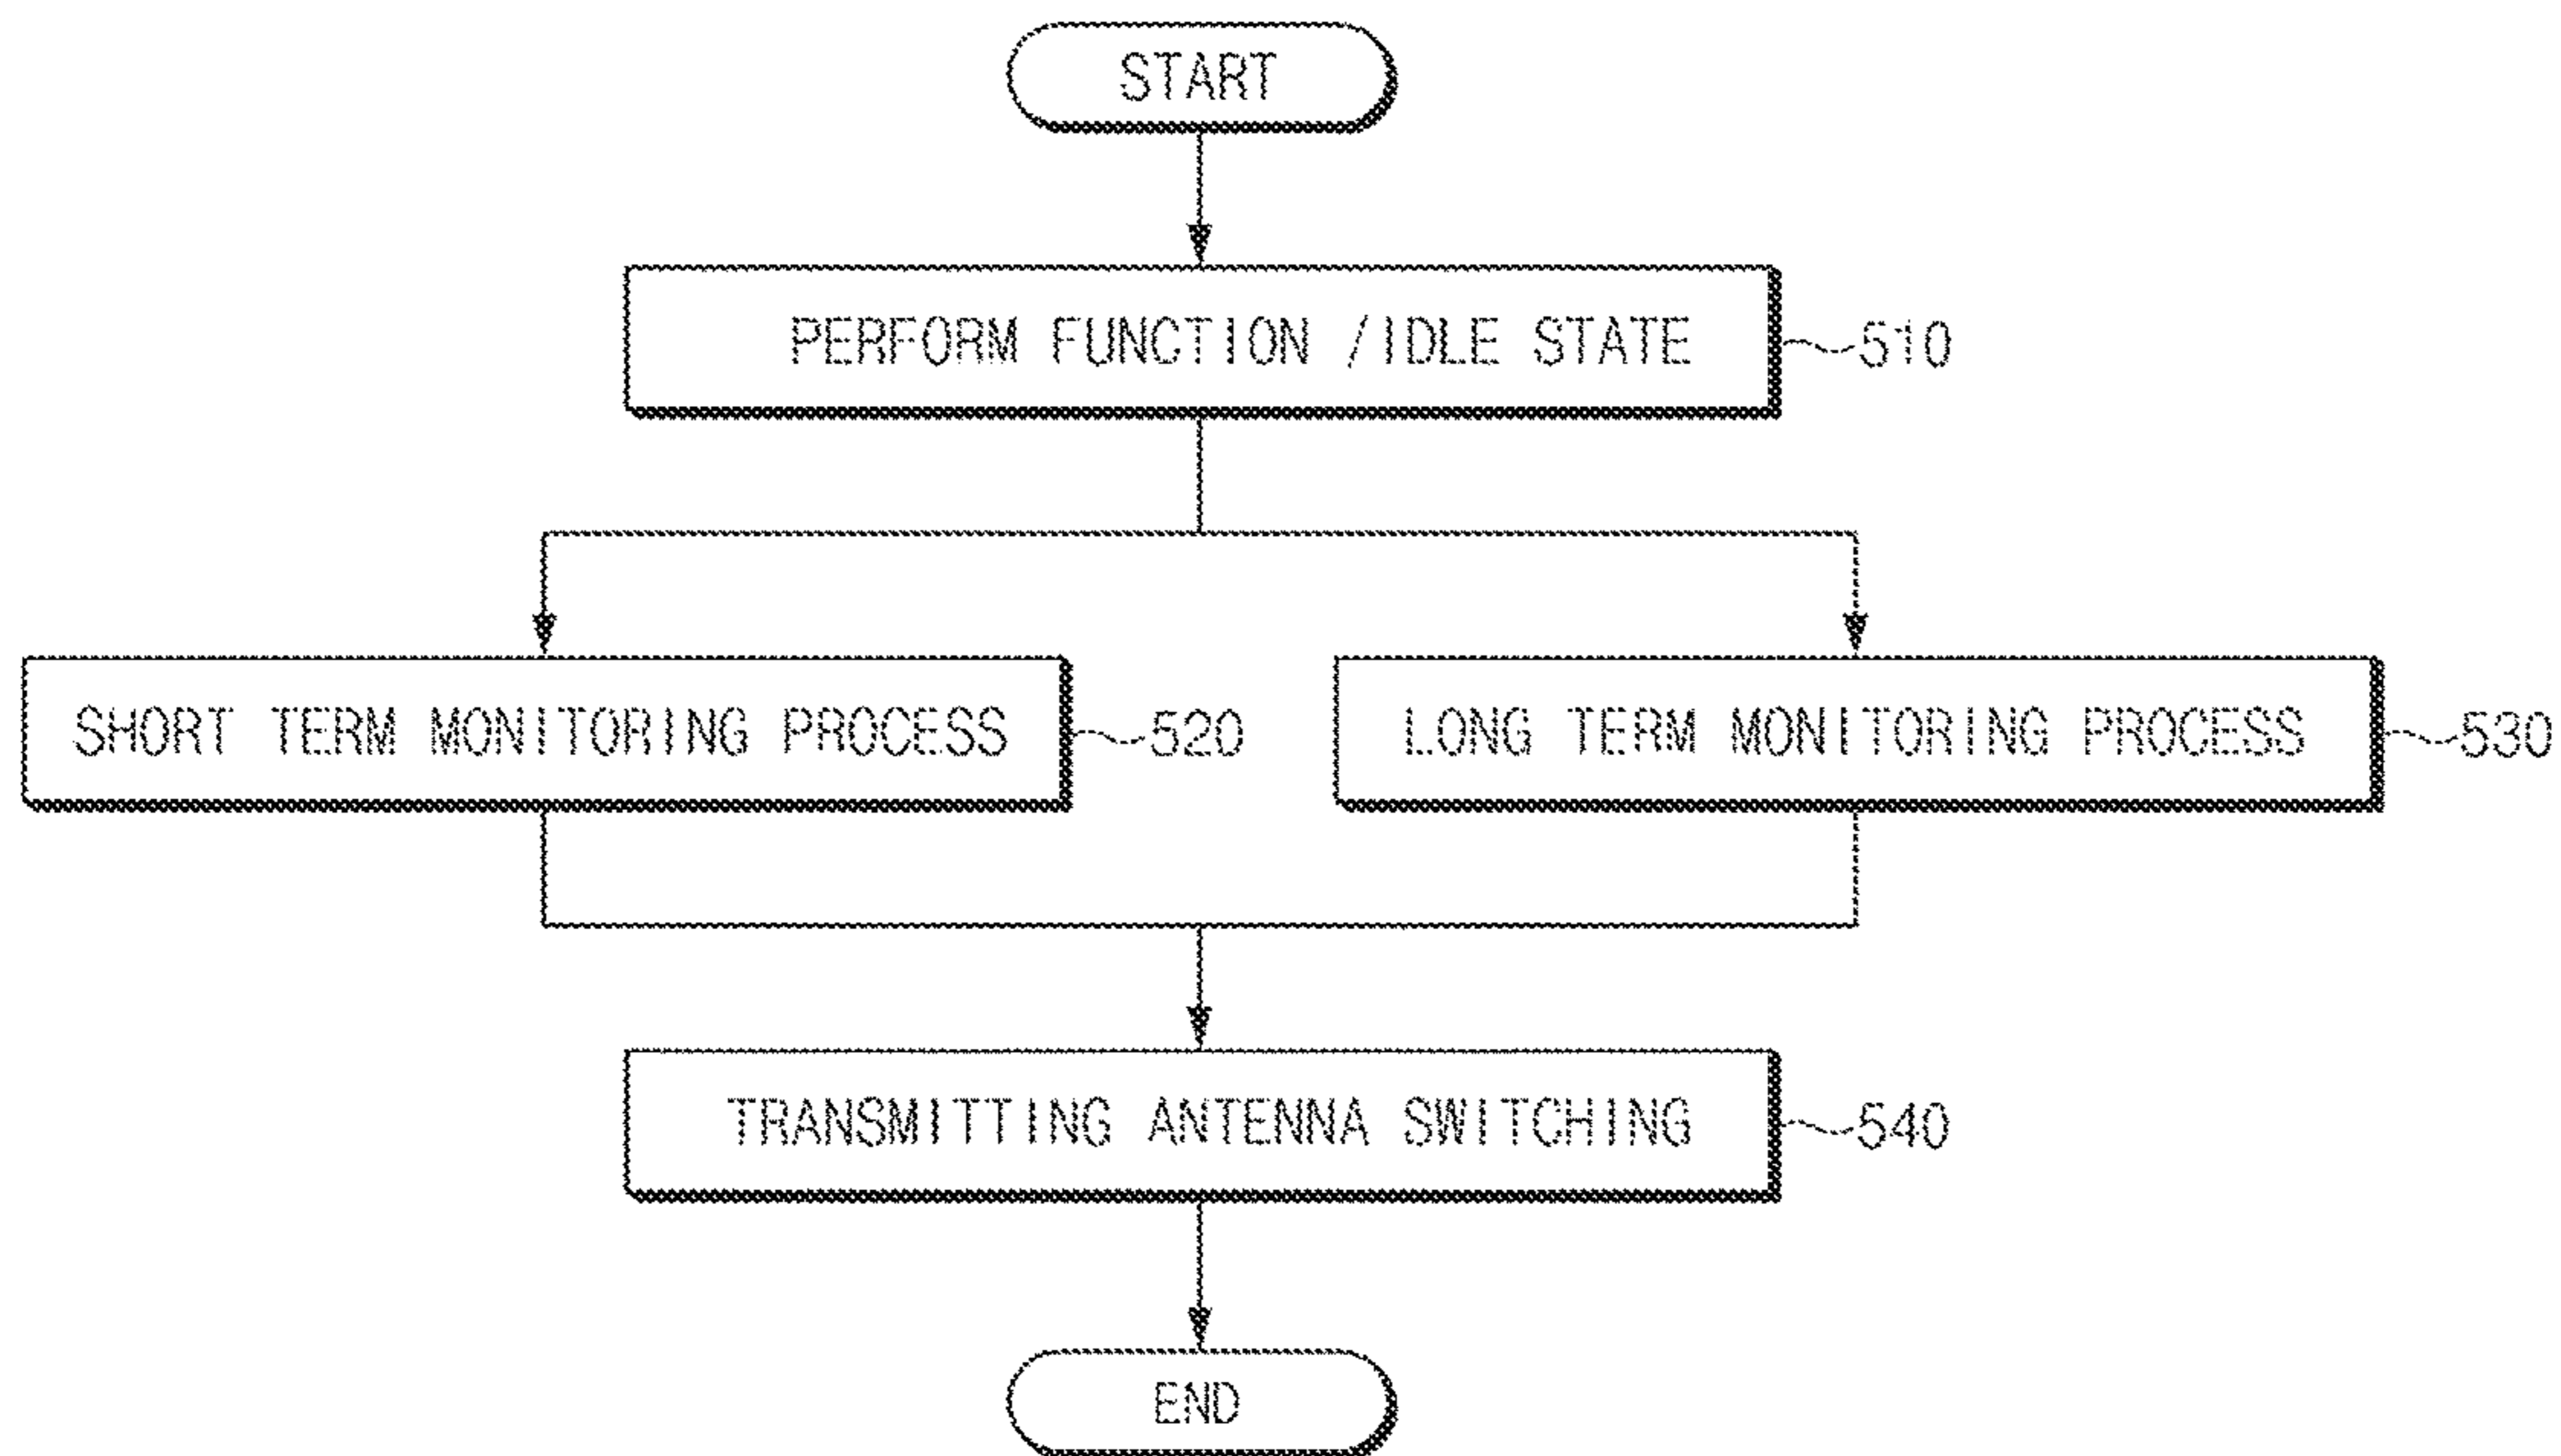 START
PERFORM FUNCTION /IDLE STATE
510
SHORT TERM MONITORING PROCESS
520
LONG TERM MONITORING PROCESS
530
TRANSMITTING ANTENNA SWITCHING
540
END